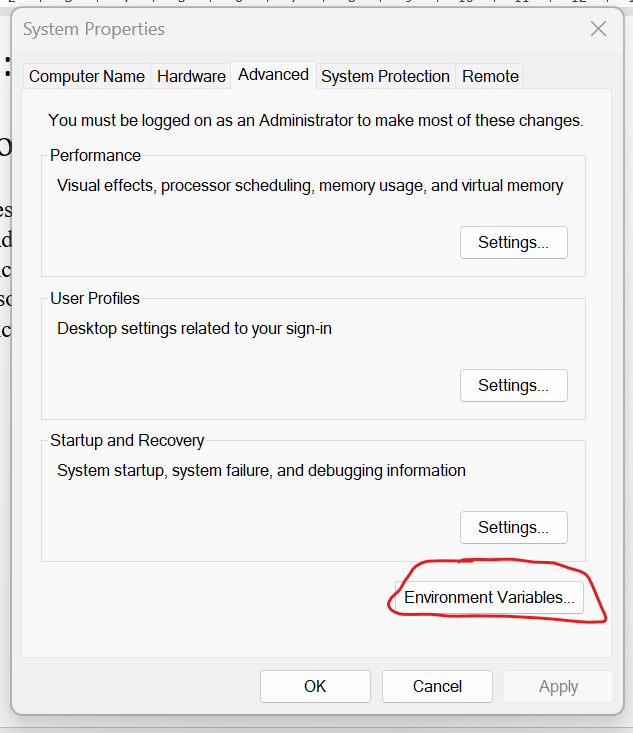 System Properties
Computer Name Hardware Advanced System Protection Remote
You must be logged on as an Administrator to make most of these changes.
Performance
Visual effects, processor scheduling, memory usage, and virtual memory
Settings...
User Profiles
Desktop settings related to your sign-in
Settings...
Startup and Recovery
System startup, system failure, and debugging information
Settings...
Environment Variables...
OK Cancel Apply